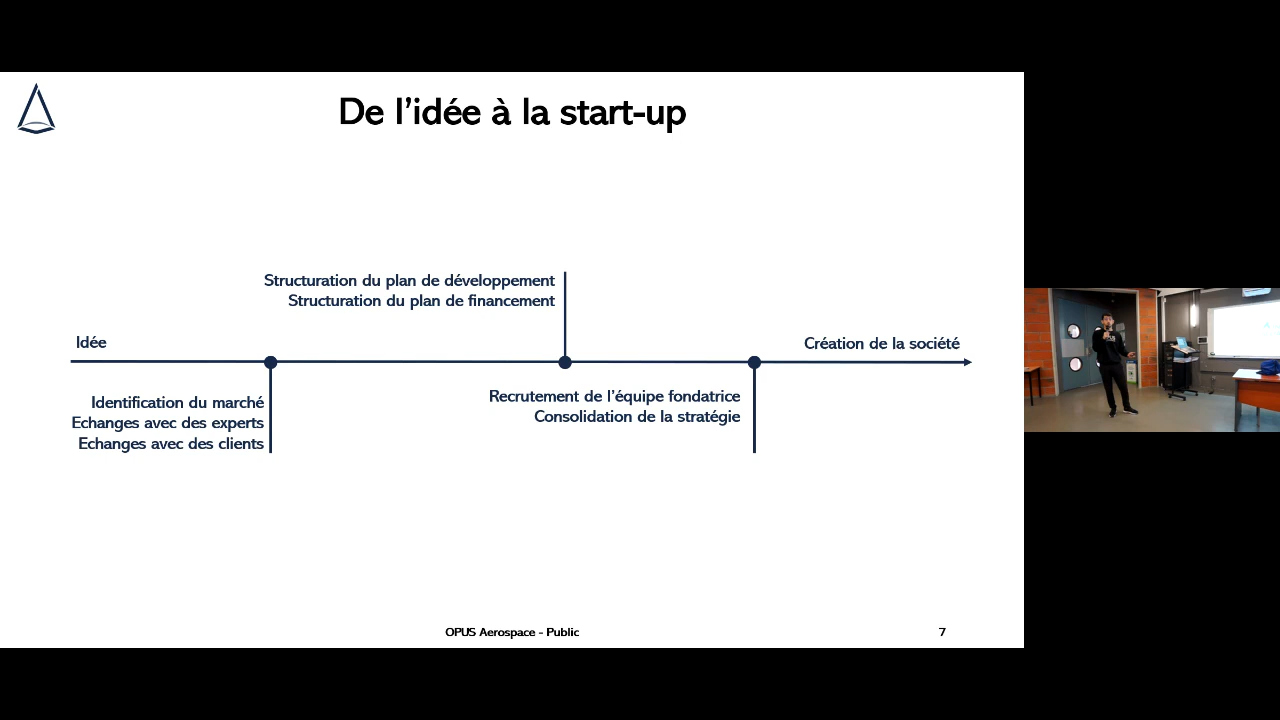 De l'idée à la start-up
Structuration du plan de développement
Structuration du plan de financement
Idée
Création de la société
Identification du marché
Echanges avec des experts
Echanges avec des clients
Recrutement de l'équipe fondatrice
Consolidation de la stratégie
OPUS Aerospace - Public
7